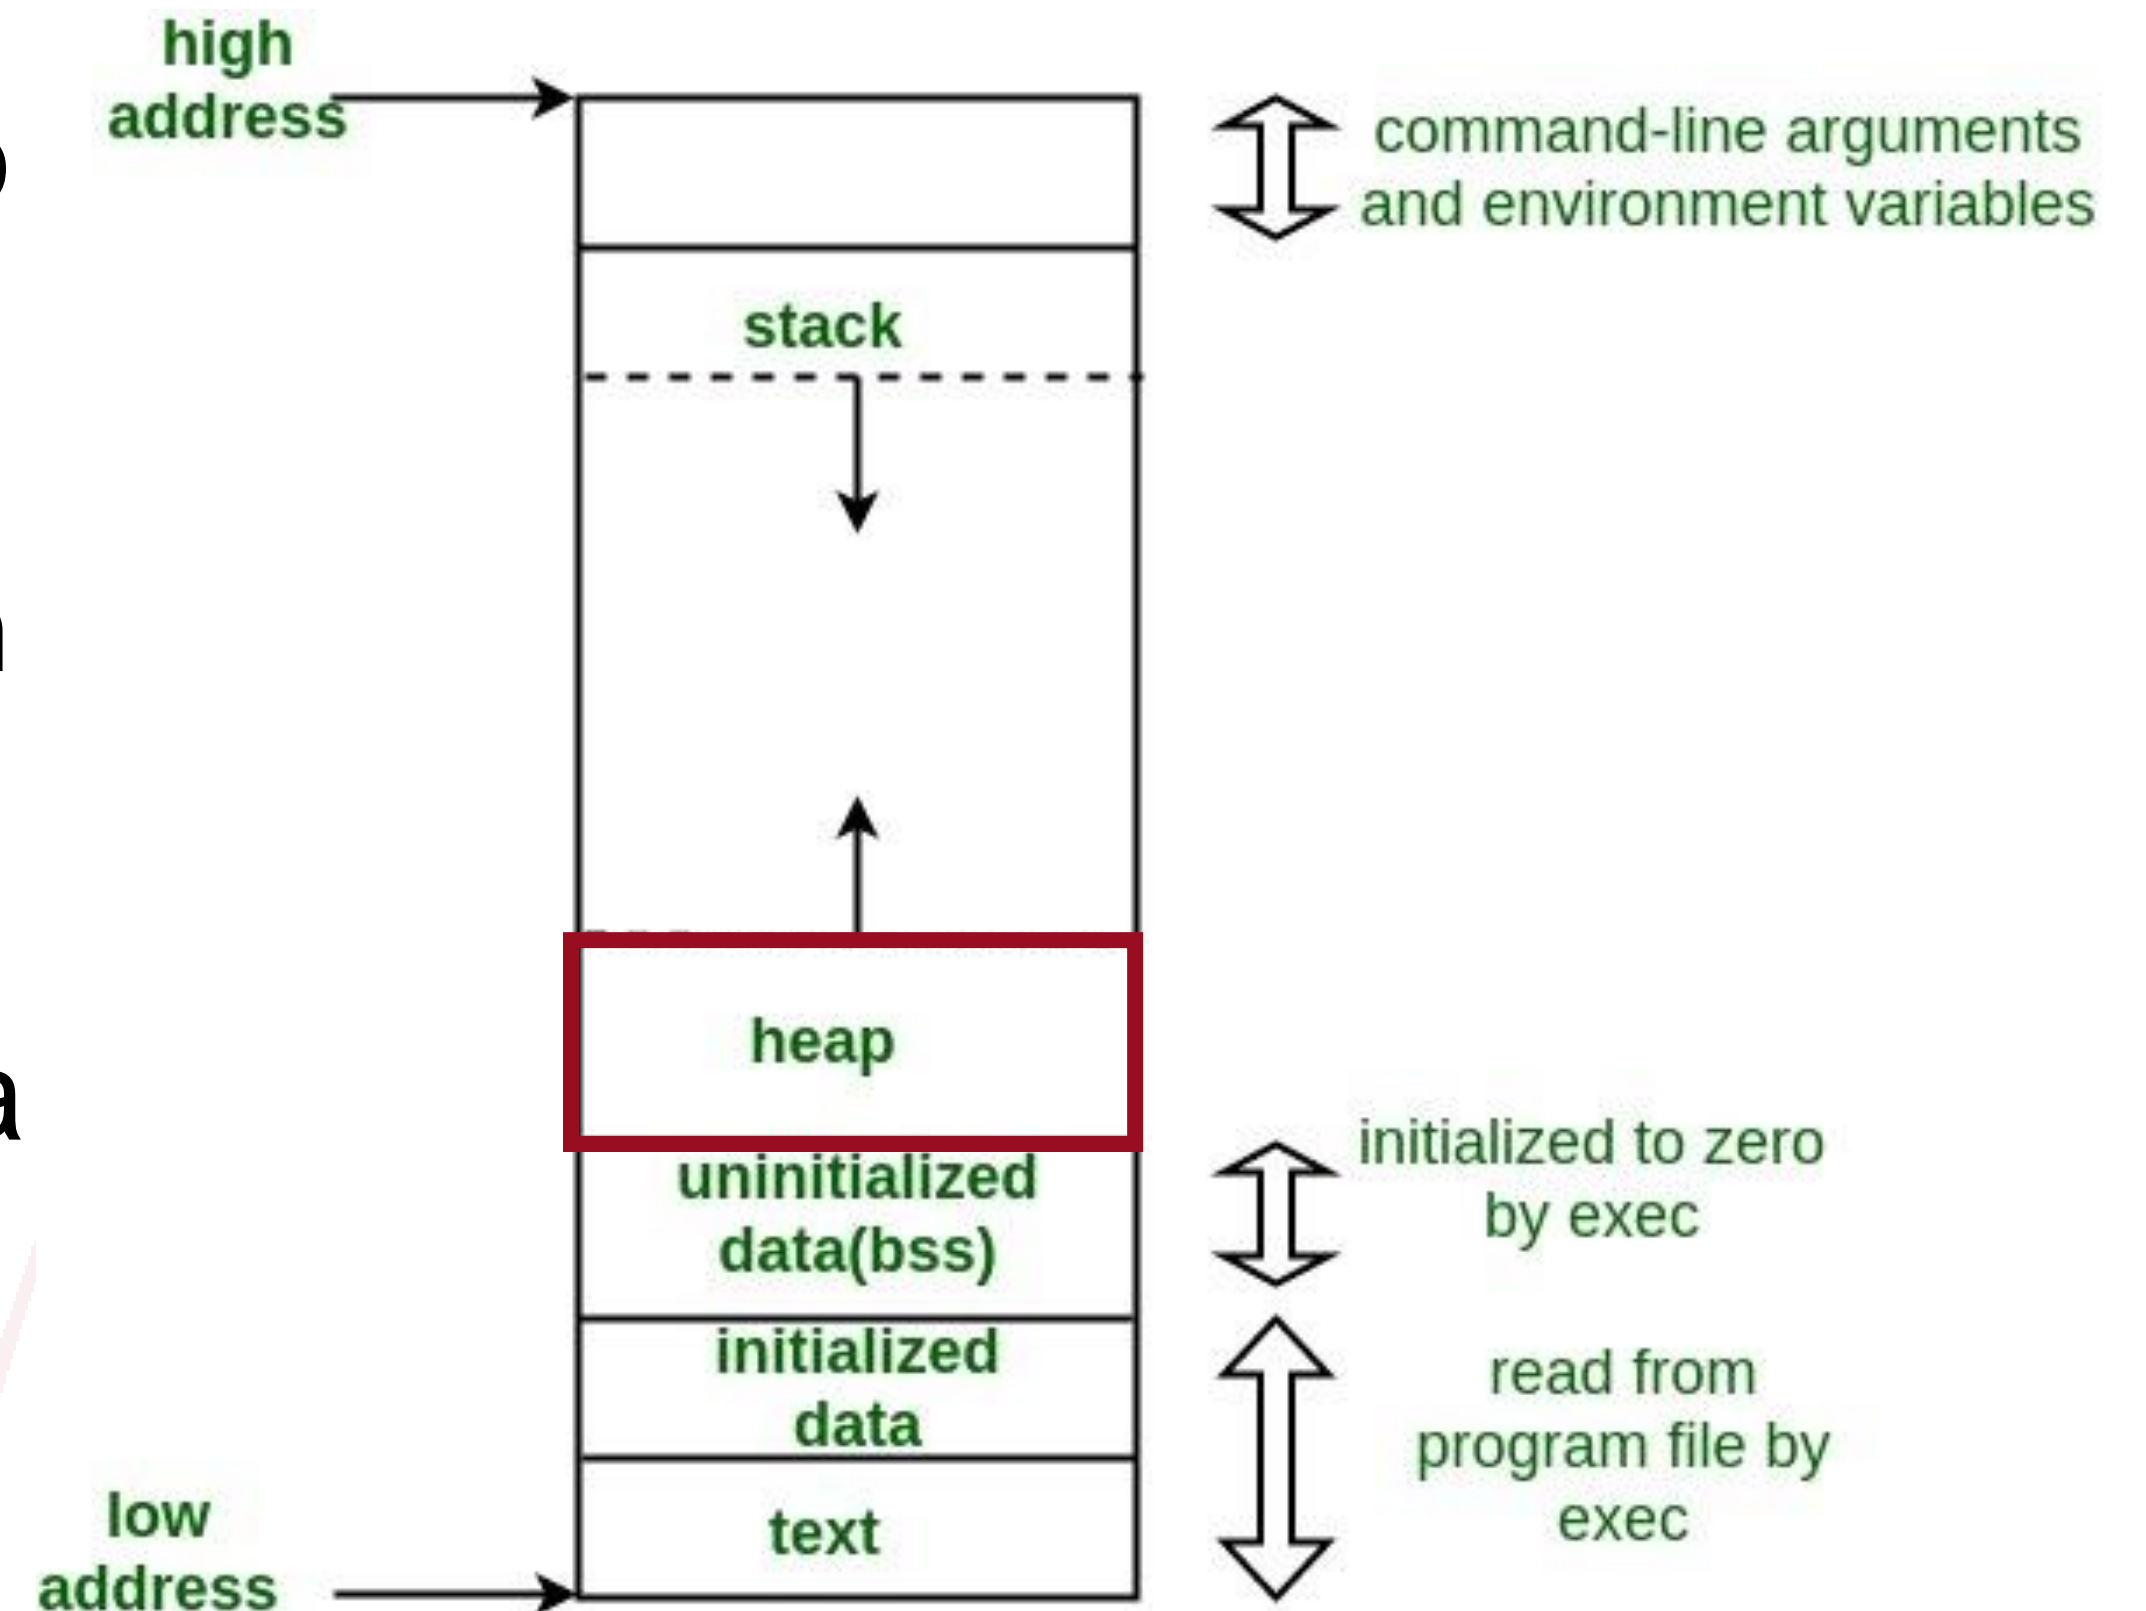 high
address
command-line arguments
and environment variables
stack
heap
uninitialized
data(bss)
initialized to zero
by exec
initialized
data
read from
program file by
exec
text
low
address